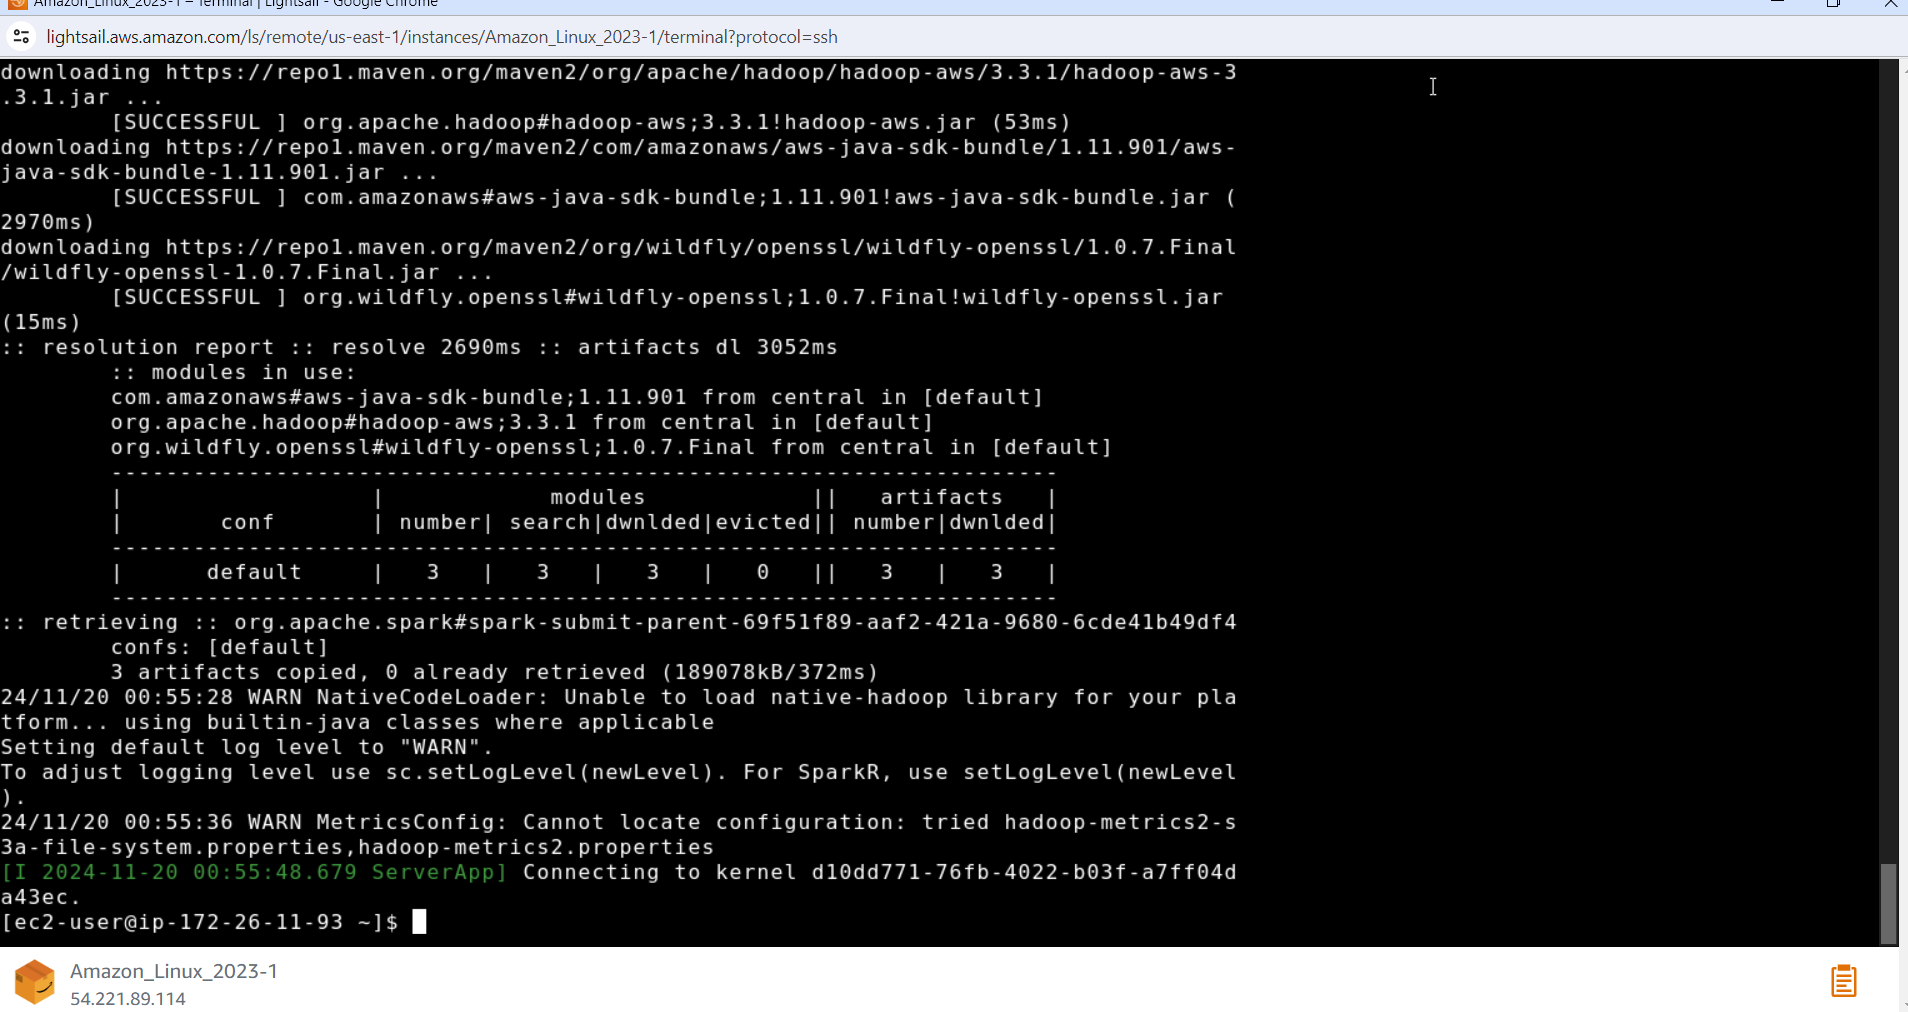 Amazon_Linux_2023-1 – Terminal | Lightsail - Google Chrome
lightsail.aws.amazon.com/ls/remote/us-east-1/instances/Amazon_Linux_2023-1/terminal?protocol=ssh
downloading https://repo1.maven.org/maven2/org/apache/hadoop/hadoop-aws/3.3.1/hadoop-aws-3
.3.1.jar ...
        [SUCCESSFUL ] org.apache.hadoop#hadoop-aws;3.3.1!hadoop-aws.jar (53ms)
downloading https://repo1.maven.org/maven2/com/amazonaws/aws-java-sdk-bundle/1.11.901/aws-
java-sdk-bundle-1.11.901.jar ...
        [SUCCESSFUL ] com.amazonaws#aws-java-sdk-bundle;1.11.901!aws-java-sdk-bundle.jar (
2970ms)
downloading https://repo1.maven.org/maven2/org/wildfly/openssl/wildfly-openssl/1.0.7.Final
/wildfly-openssl-1.0.7.Final.jar ...
        [SUCCESSFUL ] org.wildfly.openssl#wildfly-openssl;1.0.7.Final!wildfly-openssl.jar
(15ms)
:: resolution report :: resolve 2690ms :: artifacts dl 3052ms
        :: modules in use:
        com.amazonaws#aws-java-sdk-bundle;1.11.901 from central in [default]
        org.apache.hadoop#hadoop-aws;3.3.1 from central in [default]
        org.wildfly.openssl#wildfly-openssl;1.0.7.Final from central in [default]
        ---------------------------------------------------------------------
        |                  |            modules            ||   artifacts   |
        |       conf       | number| search|dwnlded|evicted|| number|dwnlded|
        ---------------------------------------------------------------------
        |      default     |   3   |   3   |   3   |   0   ||   3   |   3   |
        ---------------------------------------------------------------------
:: retrieving :: org.apache.spark#spark-submit-parent-69f51f89-aaf2-421a-9680-6cde41b49df4
        confs: [default]
        3 artifacts copied, 0 already retrieved (189078kB/372ms)
24/11/20 00:55:28 WARN NativeCodeLoader: Unable to load native-hadoop library for your pla
tform... using builtin-java classes where applicable
Setting default log level to "WARN".
To adjust logging level use sc.setLogLevel(newLevel). For SparkR, use setLogLevel(newLevel
).
24/11/20 00:55:36 WARN MetricsConfig: Cannot locate configuration: tried hadoop-metrics2-s
3a-file-system.properties,hadoop-metrics2.properties
[I 2024-11-20 00:55:48.679 ServerApp] Connecting to kernel d10dd771-76fb-4022-b03f-a7ff04d
a43ec.
[ec2-user@ip-172-26-11-93 ~]$
Amazon_Linux_2023-1
54.221.89.114